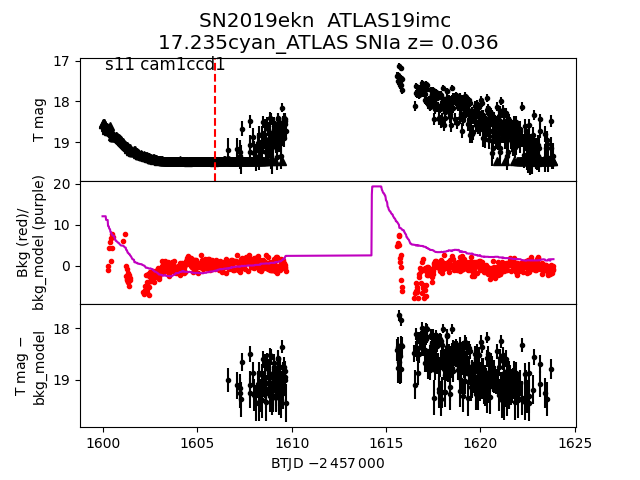 SN2019ekn  ATLAS19imc
17.235cyan_ATLAS SNIa z= 0.036
s11 cam1ccd1
T mag
17
18
19
Bkg (red)/
bkg_model (purple)
20
10
0
T mag −
bkg_model
18
19
1600
1605
1610
1615
1620
1625
BTJD −2 457 000